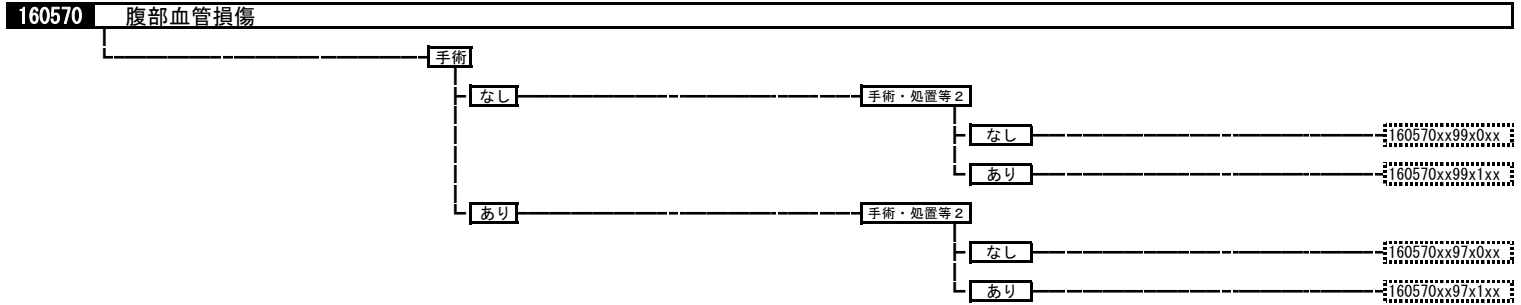 160570 腹部血管損傷
手術
なし 手術・処置等2
なし 160570xx99x0xx
あり 160570xx99x1xx
あり 手術・処置等2
なし 160570xx97x0xx
あり 160570xx97x1xx